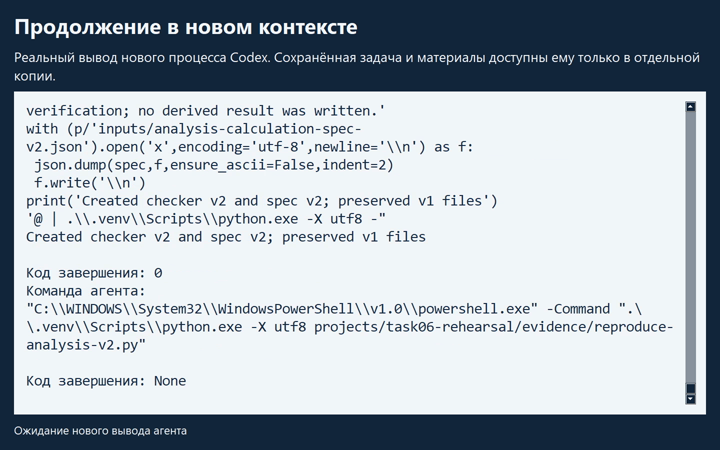 Продолжение в новом контексте
Реальный вывод нового процесса Codex. Сохранённая задача и материалы доступны ему только в отдельной
копии.
verification; no derived result was written.'
with (p/'inputs/analysis-calculation-spec-
v2.json').open('x',encoding='utf-8',newline='\\n') as f:
 json.dump(spec,f,ensure_ascii=False,indent=2)
 f.write('\\n')
print('Created checker v2 and spec v2; preserved v1 files')
'@ | .\\.venv\\Scripts\\python.exe -X utf8 -"
Created checker v2 and spec v2; preserved v1 files

Код завершения: 0
Команда агента:
"C:\\WINDOWS\\System32\\WindowsPowerShell\\v1.0\\powershell.exe" -Command ".\
\.venv\\Scripts\\python.exe -X utf8 projects/task06-rehearsal/evidence/reproduce-
analysis-v2.py"

Код завершения: None
Ожидание нового вывода агента